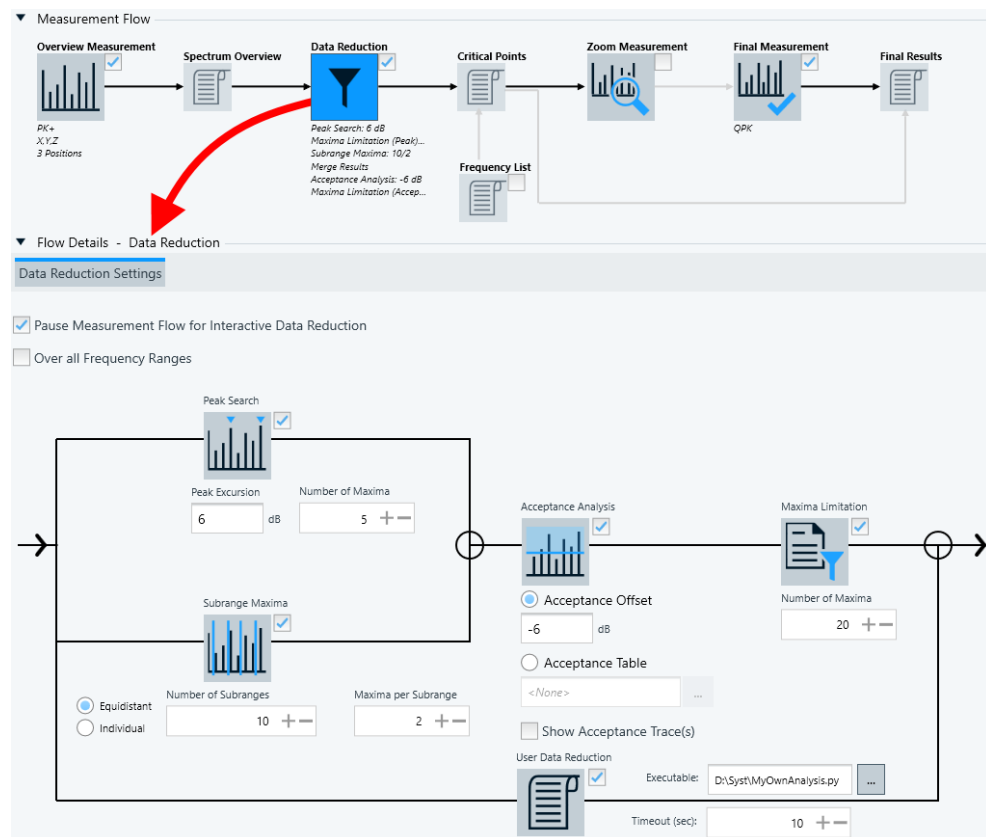 Measurement Flow
Overview Measurement
Spectrum Overview
Data Reduction
Critical Points
Zoom Measurement
Final Measurement
Final Results
PK+
X,Y,Z
3 Positions
Peak Search: 6 dB
Maxima Limitation (Peak)...
Subrange Maxima: 10/2
Merge Results
Acceptance Analysis: -6 dB
Maxima Limitation (Accep...
QPK
Frequency List
Flow Details - Data Reduction
Data Reduction Settings
Pause Measurement Flow for Interactive Data Reduction
Over all Frequency Ranges
Peak Search
Peak Excursion
Number of Maxima
6 dB
5
Subrange Maxima
Equidistant
Individual
Number of Subranges
10
Maxima per Subrange
2
Acceptance Analysis
Acceptance Offset
-6 dB
Acceptance Table
<None>
...
Show Acceptance Trace(s)
Maxima Limitation
Number of Maxima
20
User Data Reduction
Executable: D:\Syst\MyOwnAnalysis.py ...
Timeout (sec): 10